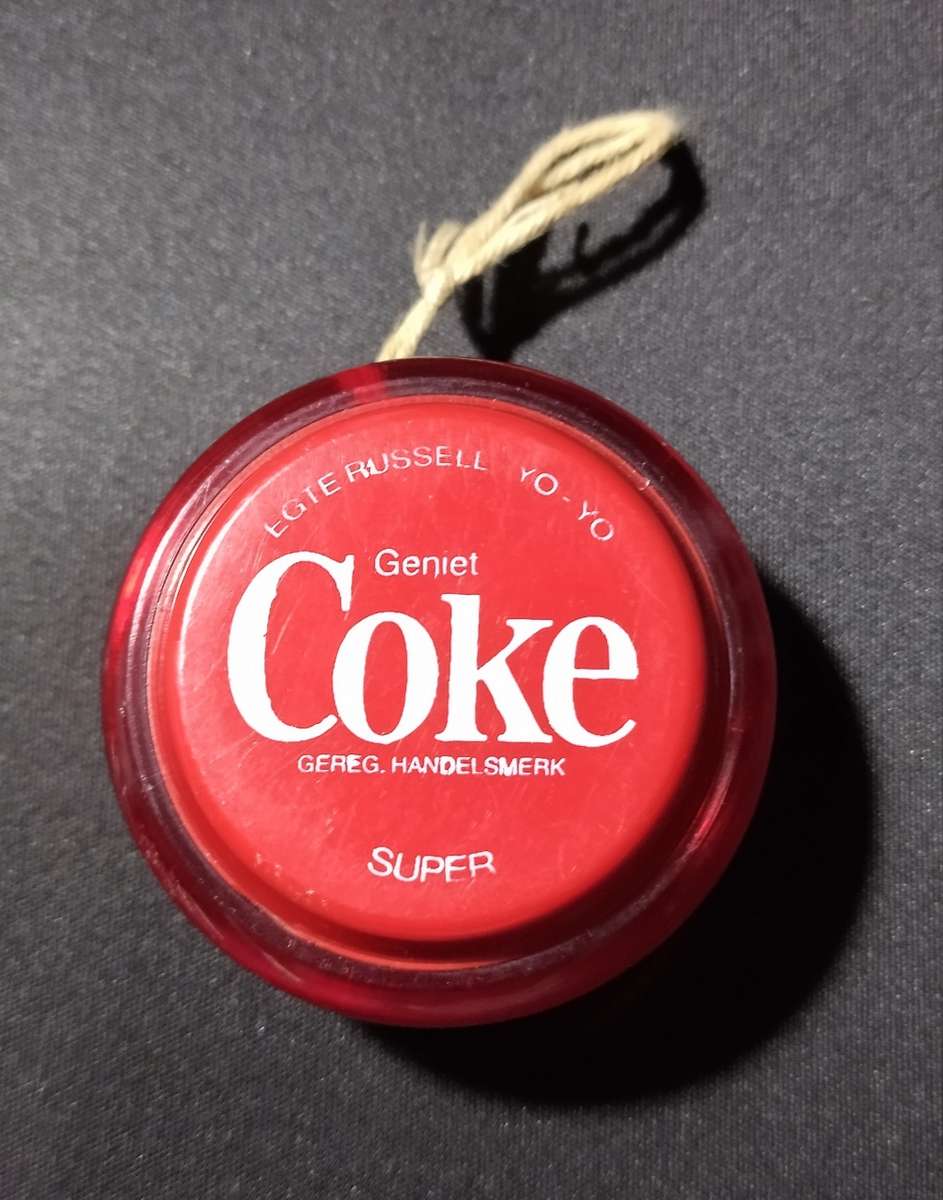 EGTE RUSSELL YO-YO
Geniet
Coke
GEREG. HANDELSMERK
SUPER